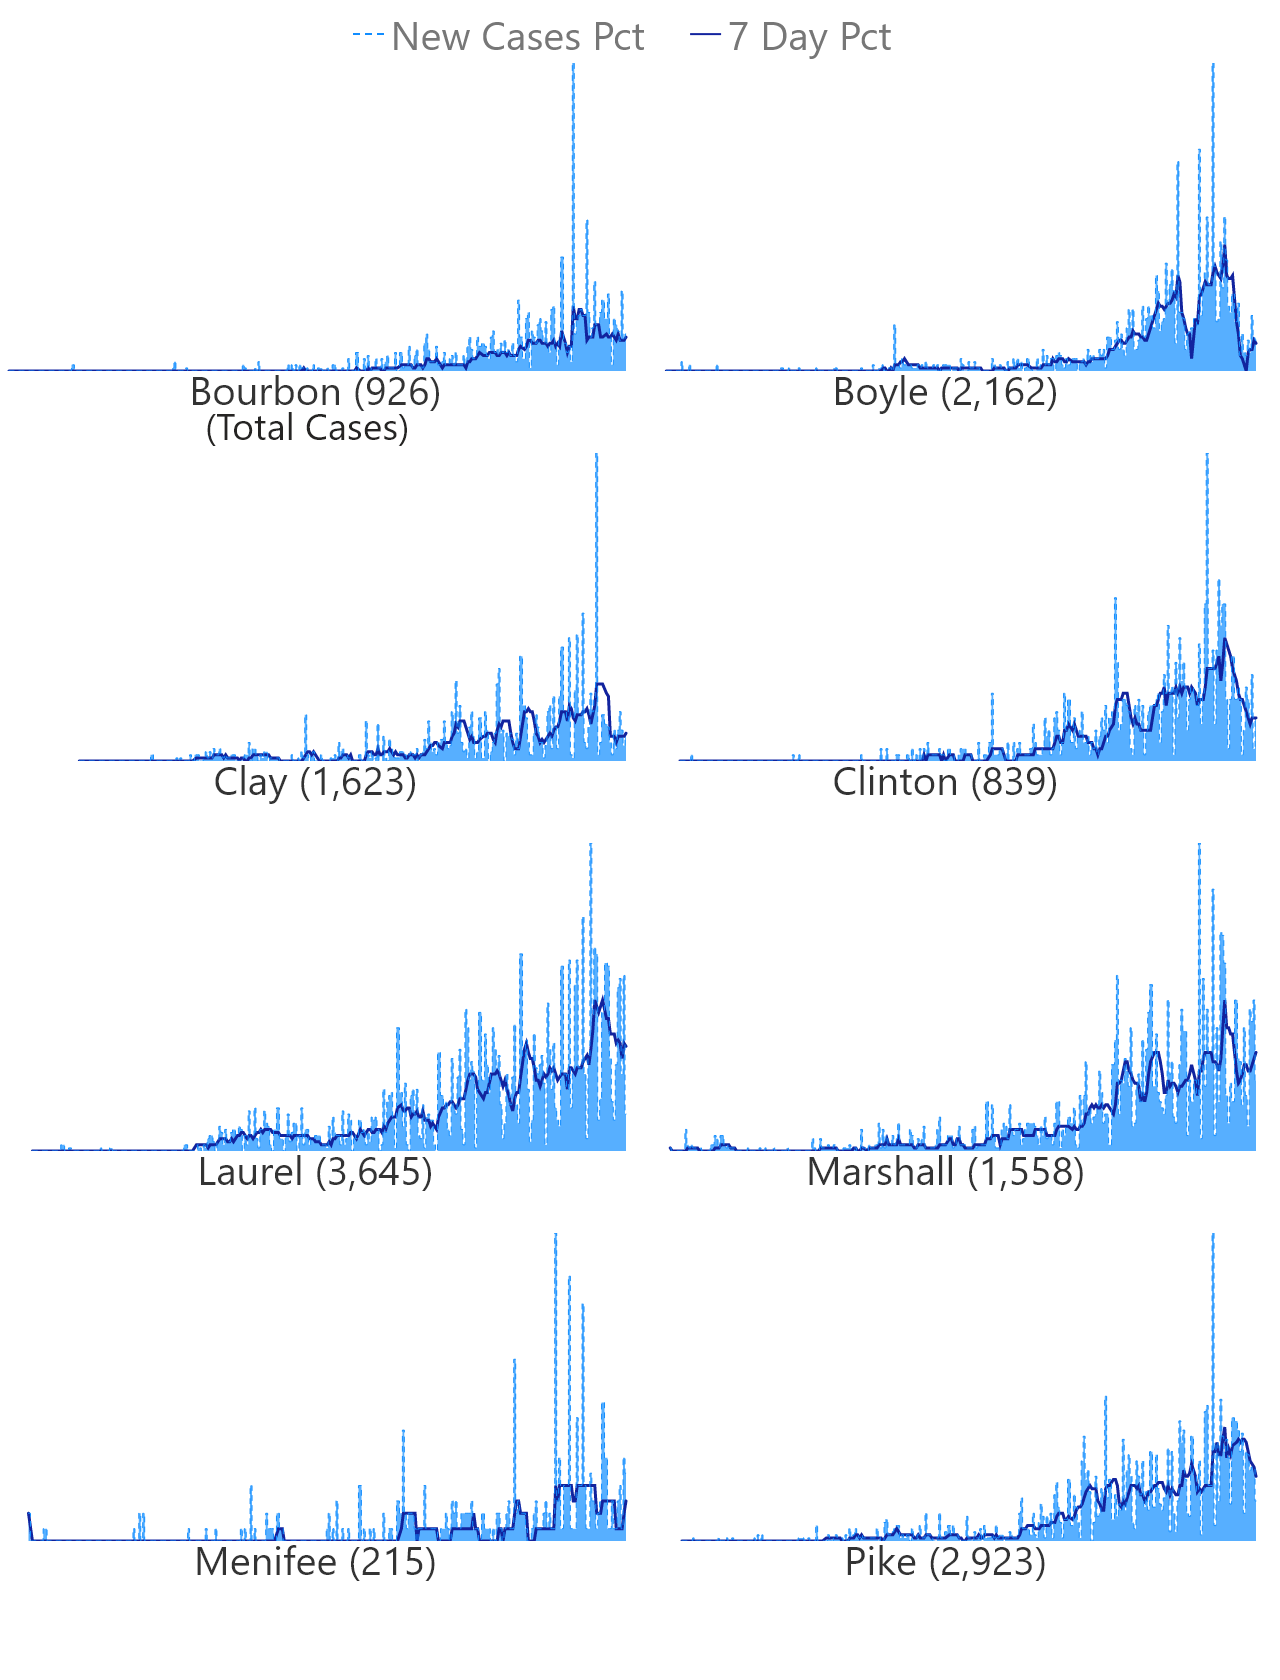 New Cases Pct 7 Day Pct
Bourbon (926) Boyle (2,162)
(Total Cases)
Clay (1,623) Clinton (839)
Laurel (3,645) Marshall (1,558)
Menifee (215) Pike (2,923)